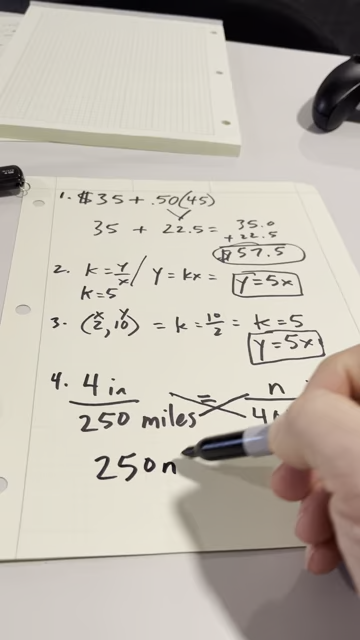 1. $35 + .50(45)
35 + 22.5 = 35.0
+22.5
$57.5
2. k = y/x / y = kx = y = 5x
k = 5
x y
3. (2, 10) = k = 10/2 = k = 5
y = 5x
4. 4 in = n
250 miles
250n